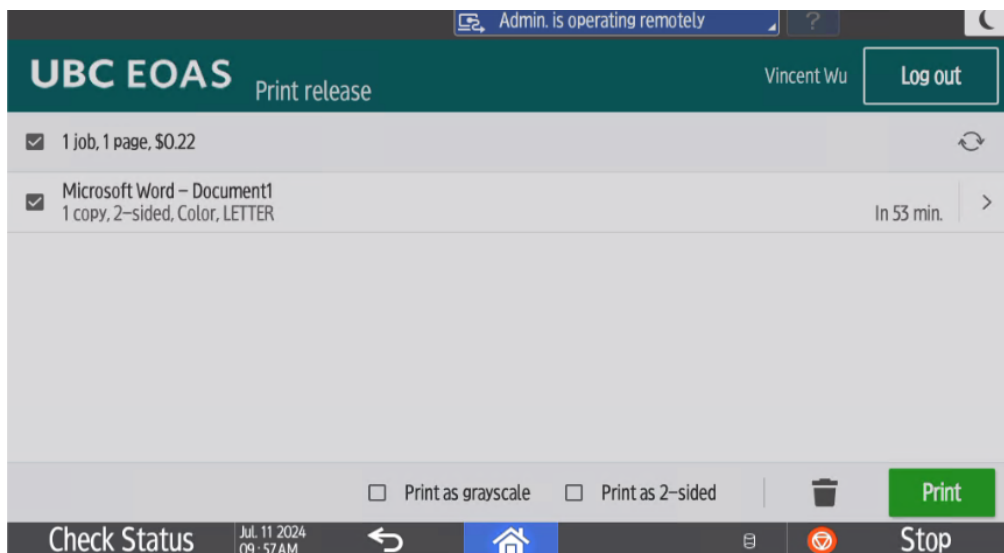 Admin. is operating remotely
?
UBC EOAS
Print release
Vincent Wu
Log out
1 job, 1 page, $0.22
Microsoft Word – Document1
1 copy, 2–sided, Color, LETTER
In 53 min.
Print as grayscale
Print as 2–sided
Print
Check Status
Jul. 11 2024
09:57AM
Stop